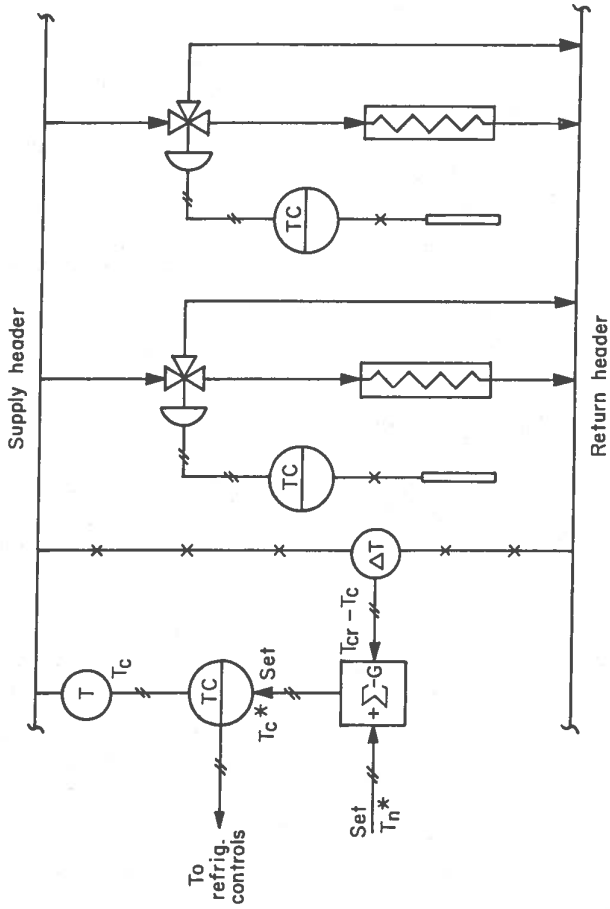 Supply header
T
Tc
TC
Tc*
Set
To
refrig.
controls
Set
Tn*
+Σ-G
Tcr - Tc
ΔT
TC
TC
Return header